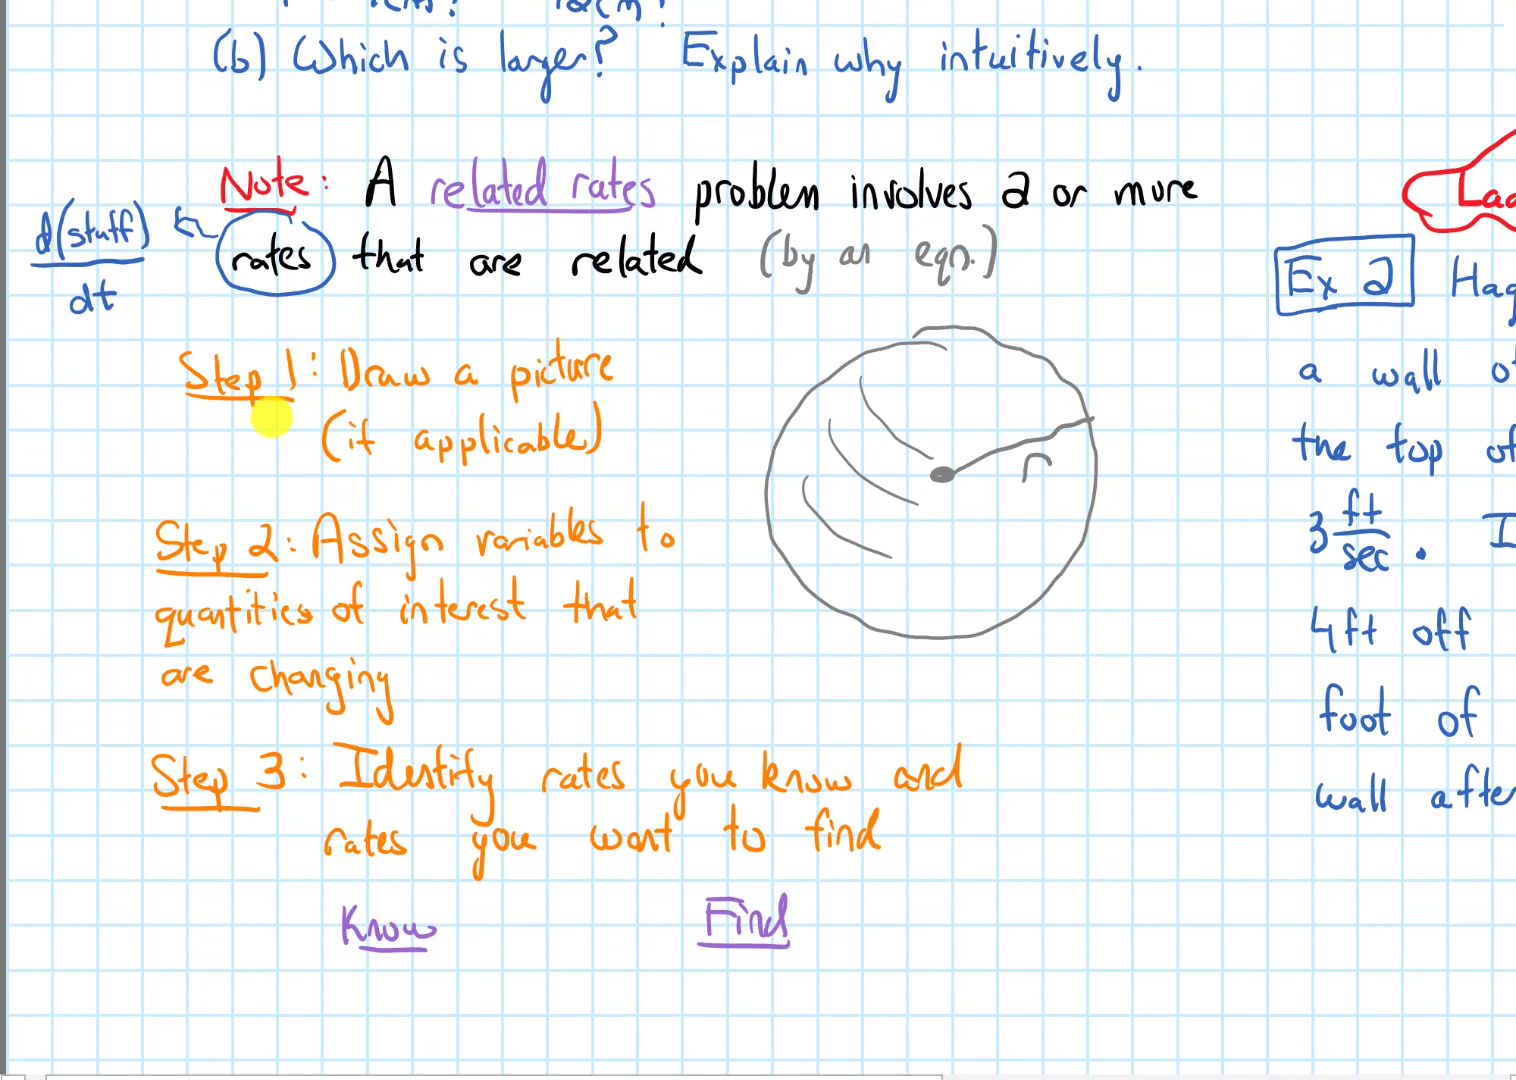 (b) Which is larger? Explain why intuitively.
Note: A related rates problem involves 2 or more
rates that are related (by an eqn.)
d(stuff)
dt
Step 1: Draw a picture
(if applicable)
r
Step 2: Assign variables to
quantities of interest that
are changing
Step 3: Identify rates you know and
rates you want to find
Know Find
Ex 2
a wall
the top of
3 ft
sec . I
4ft off
foot of
wall after